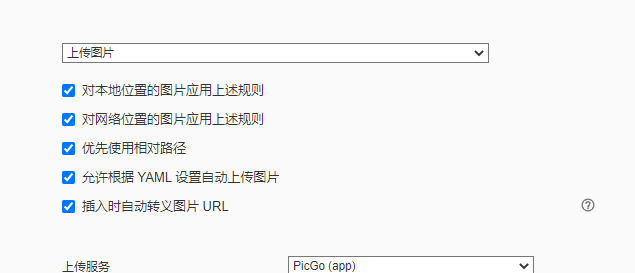 上传图片
对本地位置的图片应用上述规则
对网络位置的图片应用上述规则
优先使用相对路径
允许根据 YAML 设置自动上传图片
插入时自动转义图片 URL
上传服务 PicGo (app)